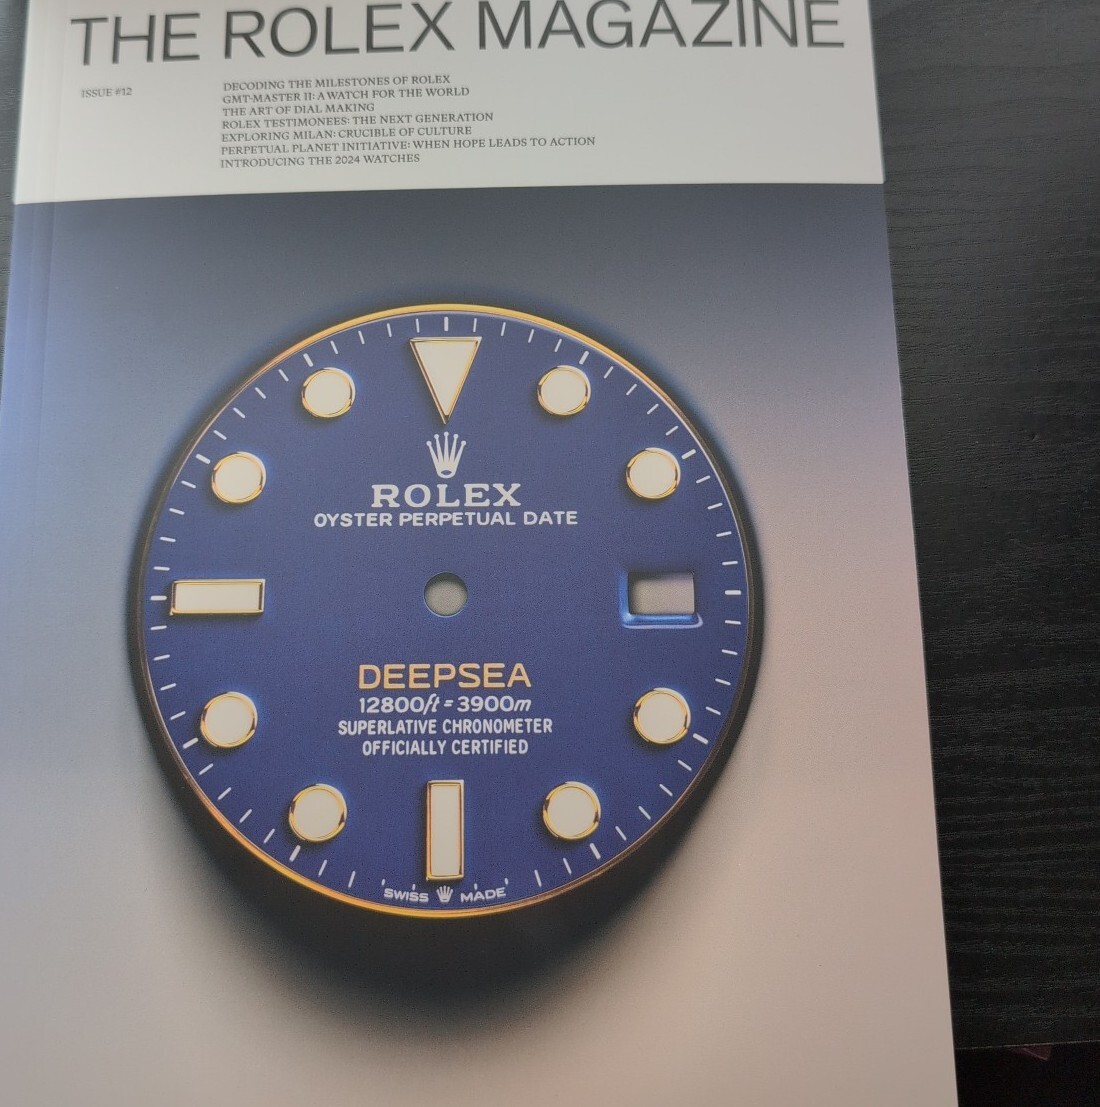 THE ROLEX MAGAZINE
ISSUE #12
DECODING THE MILESTONES OF ROLEX
GMT-MASTER II: A WATCH FOR THE WORLD
THE ART OF DIAL MAKING
ROLEX TESTIMONEES: THE NEXT GENERATION
EXPLORING MILAN: CRUCIBLE OF CULTURE
PERPETUAL PLANET INITIATIVE: WHEN HOPE LEADS TO ACTION
INTRODUCING THE 2024 WATCHES
ROLEX
OYSTER PERPETUAL DATE
DEEPSEA
12800ft = 3900m
SUPERLATIVE CHRONOMETER
OFFICIALLY CERTIFIED
SWISS MADE